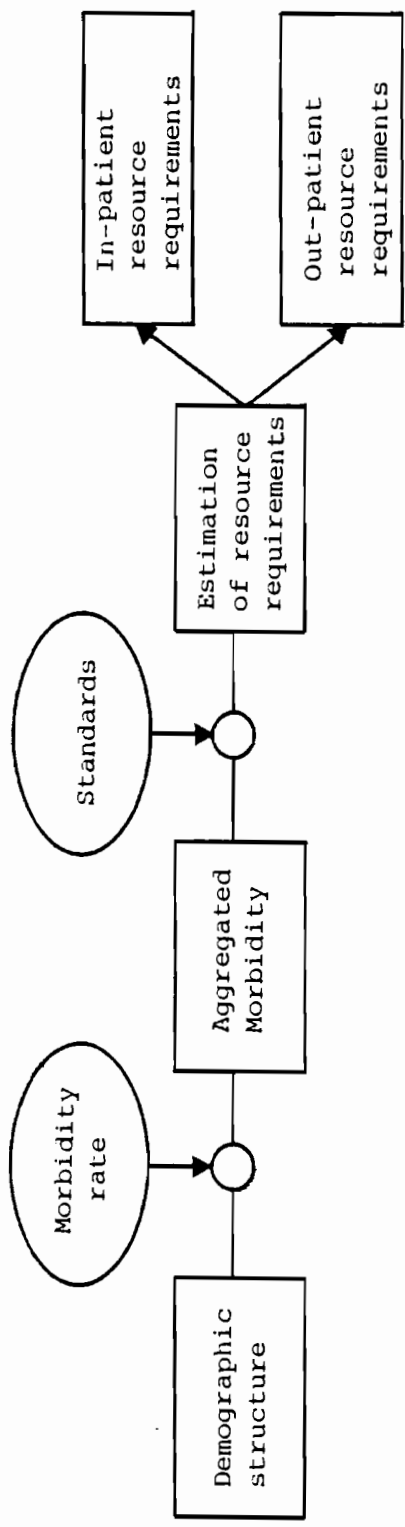 Morbidity
rate
Standards
Demographic
structure
Aggregated
Morbidity
Estimation
of resource
requirements
In-patient
resource
requirements
Out-patient
resource
requirements